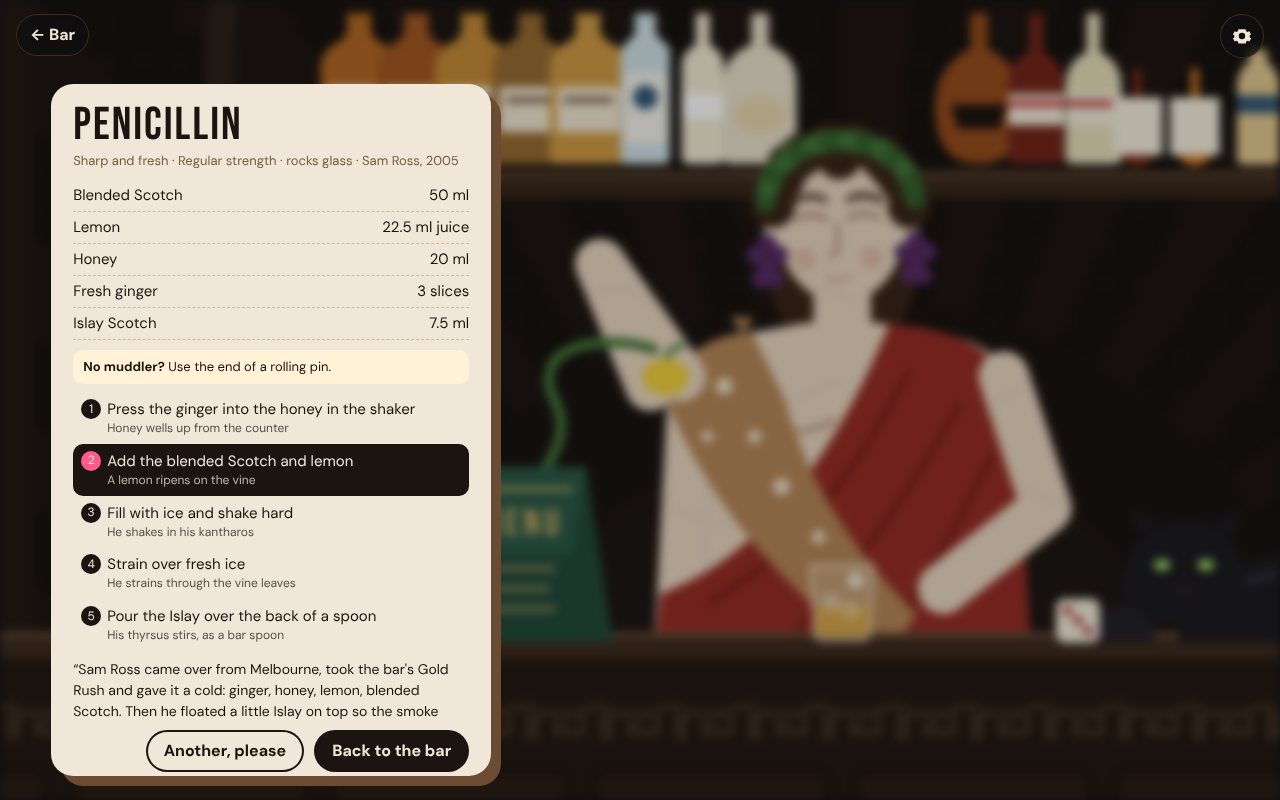 ← Bar
PENICILLIN
Sharp and fresh · Regular strength · rocks glass · Sam Ross, 2005
Blended Scotch 50 ml
Lemon 22.5 ml juice
Honey 20 ml
Fresh ginger 3 slices
Islay Scotch 7.5 ml
No muddler? Use the end of a rolling pin.
1 Press the ginger into the honey in the shaker
Honey wells up from the counter
2 Add the blended Scotch and lemon
A lemon ripens on the vine
3 Fill with ice and shake hard
He shakes in his kantharos
4 Strain over fresh ice
He strains through the vine leaves
5 Pour the Islay over the back of a spoon
His thyrsus stirs, as a bar spoon
“Sam Ross came over from Melbourne, took the bar's Gold
Rush and gave it a cold: ginger, honey, lemon, blended
Scotch. Then he floated a little Islay on top so the smoke
Another, please
Back to the bar
ENU